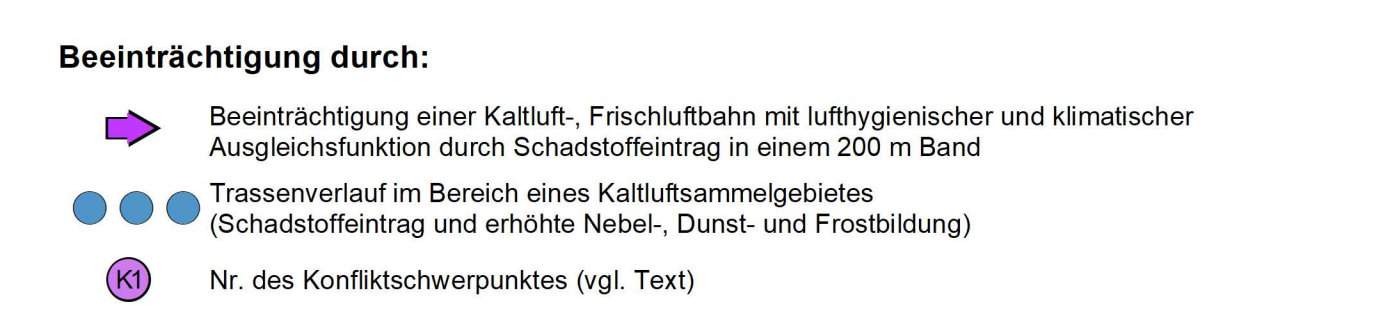 Beeinträchtigung durch:
Beeinträchtigung einer Kaltluft-, Frischluftbahn mit lufthygienischer und klimatischer
Ausgleichsfunktion durch Schadstoffeintrag in einem 200 m Band
Trassenverlauf im Bereich eines Kaltluftsammelgebietes
(Schadstoffeintrag und erhöhte Nebel-, Dunst- und Frostbildung)
K1 Nr. des Konfliktschwerpunktes (vgl. Text)